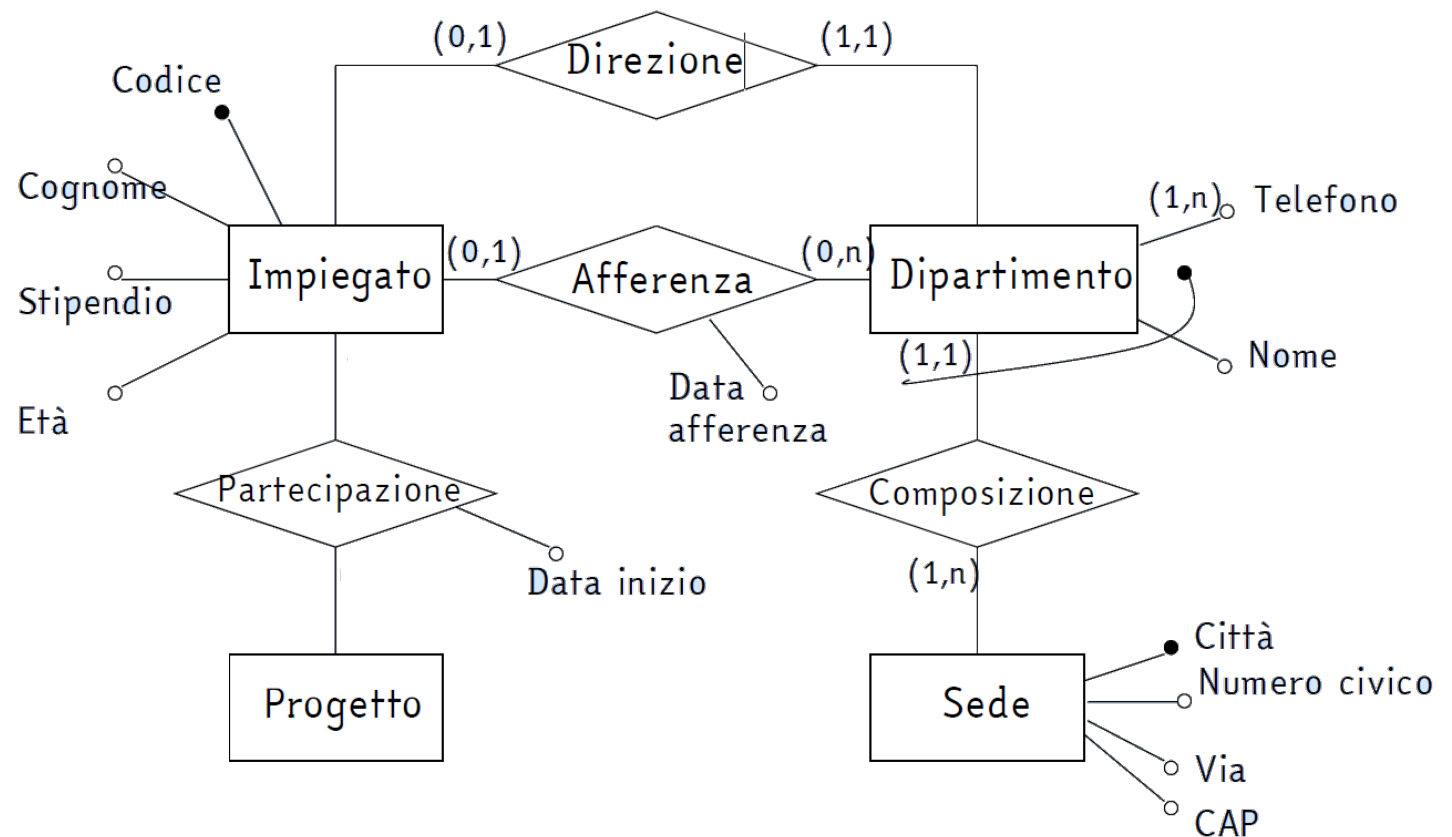 (0,1)
Direzione
(1,1)
Codice
Cognome
(1,n)
Telefono
Impiegato
(0,1)
Afferenza
(0,n)
Dipartimento
Stipendio
(1,1)
Nome
Data
afferenza
Età
Partecipazione
Composizione
Data inizio
(1,n)
Città
Numero civico
Progetto
Sede
Via
CAP